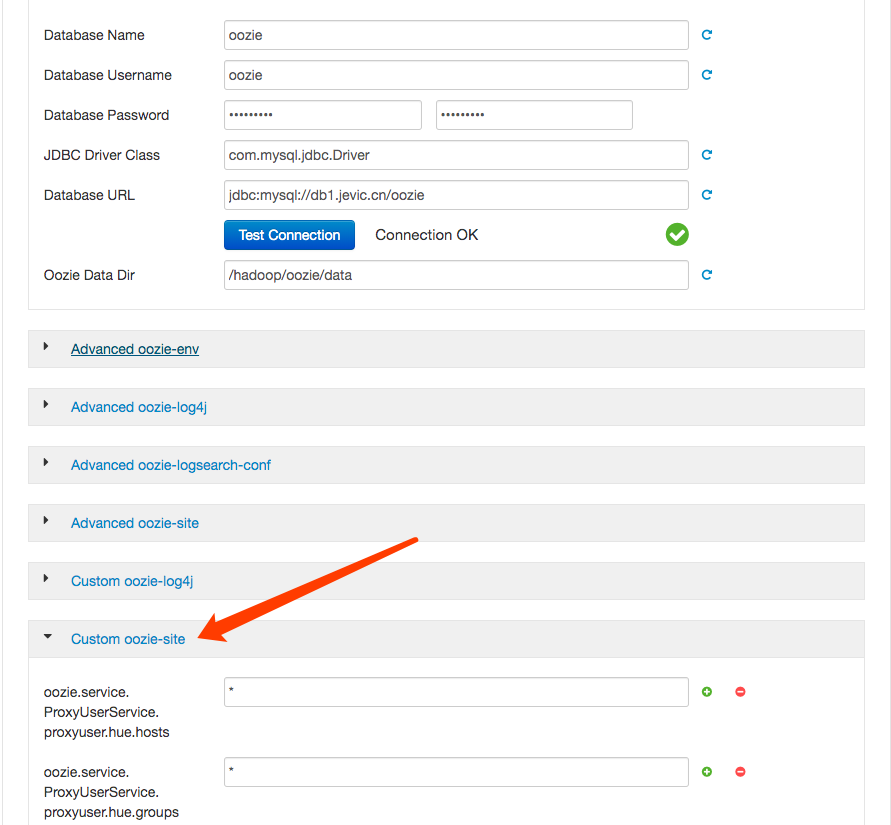 Database Name oozie
Database Username oozie
Database Password ••••••••• •••••••••
JDBC Driver Class com.mysql.jdbc.Driver
Database URL jdbc:mysql://db1.jevic.cn/oozie
Test Connection Connection OK
Oozie Data Dir /hadoop/oozie/data
Advanced oozie-env
Advanced oozie-log4j
Advanced oozie-logsearch-conf
Advanced oozie-site
Custom oozie-log4j
Custom oozie-site
oozie.service. *
ProxyUserService.
proxyuser.hue.hosts
oozie.service. *
ProxyUserService.
proxyuser.hue.groups